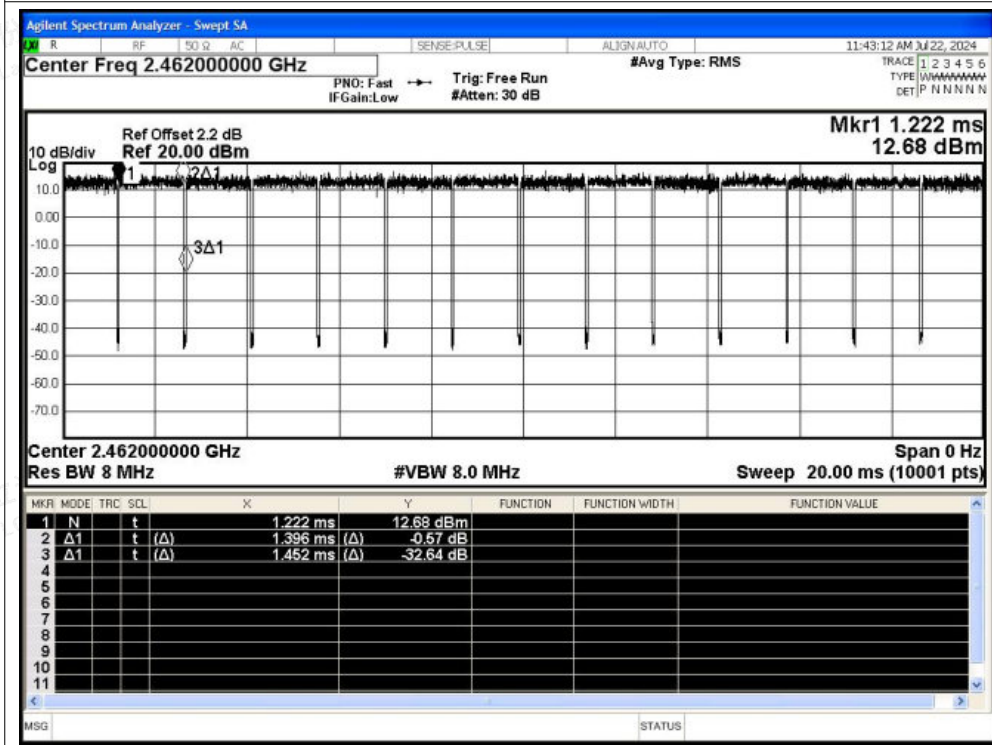 Agilent Spectrum Analyzer - Swept SA
LXI R RF 50 Ω AC SENSE:PULSE ALIGN AUTO 11:43:12 AM Jul 22, 2024
Center Freq 2.462000000 GHz #Avg Type: RMS TRACE 1 2 3 4 5 6
PNO: Fast Trig: Free Run TYPE
IFGain:Low #Atten: 30 dB DET P N N N N N
Mkr1 1.222 ms
Ref Offset 2.2 dB
10 dB/div Ref 20.00 dBm 12.68 dBm
Log
1 2Δ1
10.0
0.00
3Δ1
-10.0
-20.0
-30.0
-40.0
-50.0
-60.0
-70.0
Center 2.462000000 GHz Span 0 Hz
Res BW 8 MHz #VBW 8.0 MHz Sweep 20.00 ms (10001 pts)
MKR MODE TRC SCL X Y FUNCTION FUNCTION WIDTH FUNCTION VALUE
1 N t 1.222 ms 12.68 dBm
2 Δ1 t (Δ) 1.396 ms (Δ) -0.57 dB
3 Δ1 t (Δ) 1.452 ms (Δ) -32.64 dB
4
5
6
7
8
9
10
11
MSG STATUS